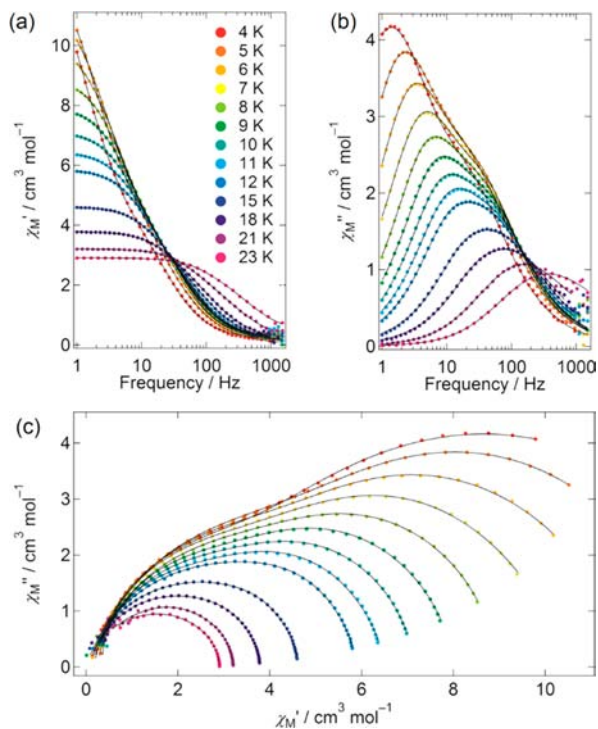 (a)
χM' / cm³ mol⁻¹
10
8
6
4
2
0
1
10
100
1000
Frequency / Hz
4 K
5 K
6 K
7 K
8 K
9 K
10 K
11 K
12 K
15 K
18 K
21 K
23 K
(b)
χM'' / cm³ mol⁻¹
4
3
2
1
0
1
10
100
1000
Frequency / Hz
(c)
χM'' / cm³ mol⁻¹
4
3
2
1
0
0
2
4
6
8
10
χM' / cm³ mol⁻¹